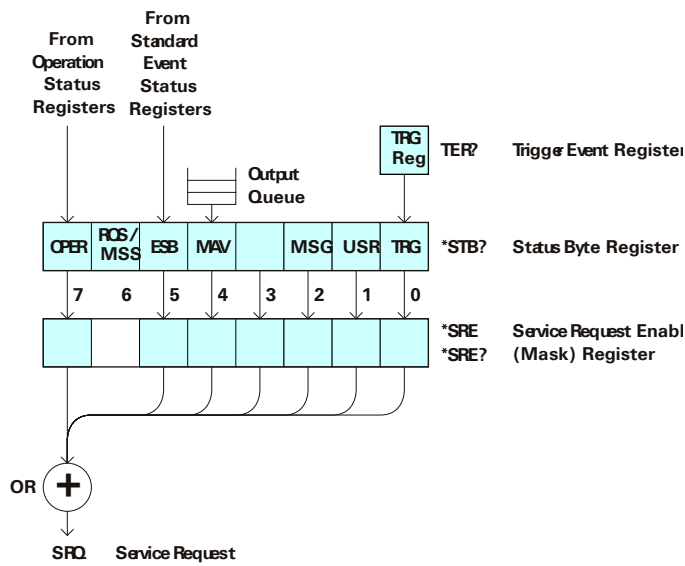 From
Operation
Status
Registers
From
Standard
Event
Status
Registers
Output
Queue
TRG
Reg
TER? Trigger Event Register
OPER RQS/ MSS ESB MAV MSG USR TRG *STB? Status Byte Register
7 6 5 4 3 2 1 0
*SRE Service Request Enabl
*SRE? (Mask) Register
OR +
SRQ Service Request